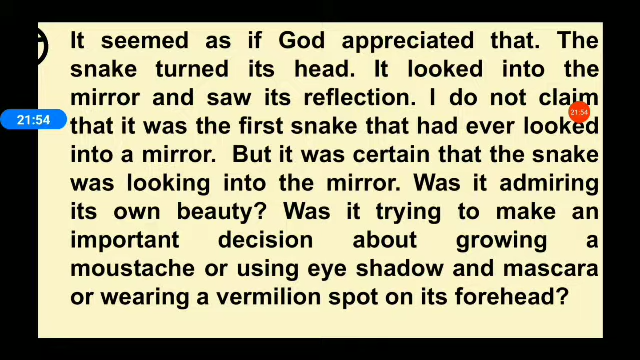 It seemed as if God appreciated that. The
snake turned its head. It looked into the
mirror and saw its reflection. I do not claim
21:54
21:54
that it was the first snake that had ever looked
into a mirror. But it was certain that the snake
was looking into the mirror. Was it admiring
its own beauty? Was it trying to make an
important decision about growing a
moustache or using eye shadow and mascara
or wearing a vermilion spot on its forehead?